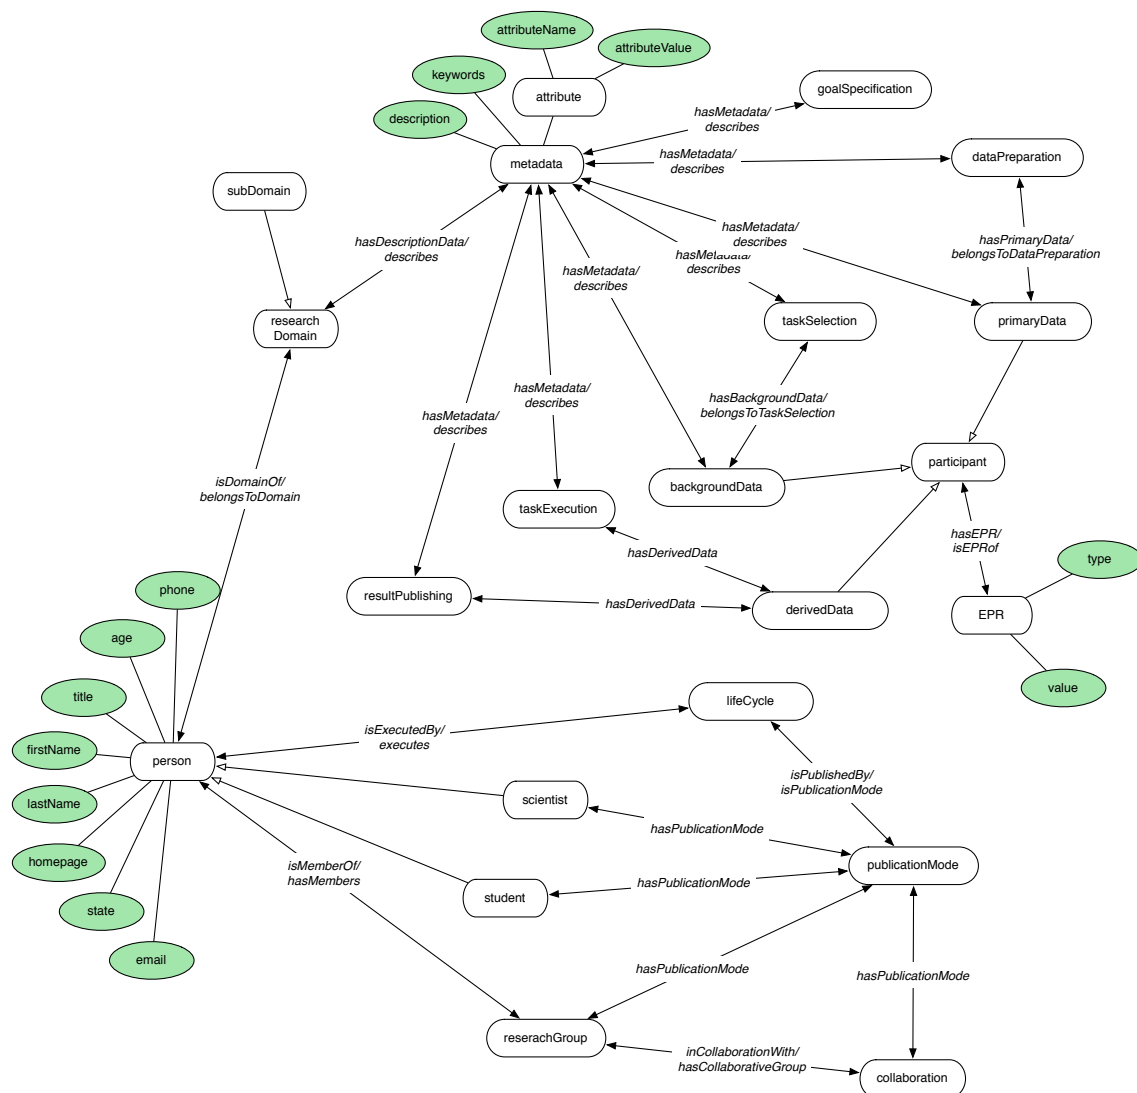 attributeName
attributeValue
keywords
attribute
goalSpecification
description
hasMetadata/
describes
metadata
hasMetadata/
describes
dataPreparation
subDomain
hasDescriptionData/
describes
hasMetadata/
describes
hasPrimaryData/
belongsToDataPreparation
hasMetadata/
describes
hasMetadata/
describes
research
Domain
taskSelection
primaryData
hasMetadata/
describes
hasBackgroundData/
belongsToTaskSelection
hasMetadata/
describes
participant
isDomainOf/
belongsToDomain
backgroundData
taskExecution
hasEPR/
isEPRof
hasDerivedData
type
phone
resultPublishing
hasDerivedData
derivedData
EPR
age
value
title
lifeCycle
isExecutedBy/
executes
firstName
person
isPublishedBy/
isPublicationMode
lastName
scientist
hasPublicationMode
homepage
isMemberOf/
hasMembers
publicationMode
hasPublicationMode
student
state
email
hasPublicationMode
hasPublicationMode
reserachGroup
inCollaborationWith/
hasCollaborativeGroup
collaboration